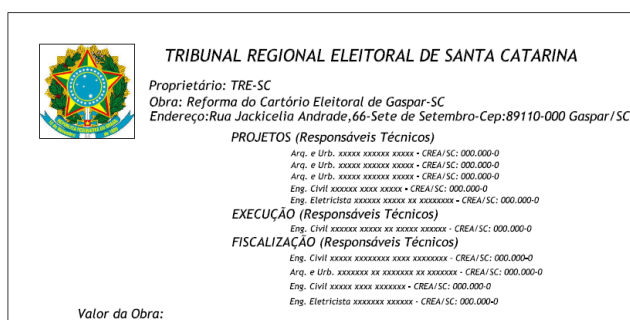 TRIBUNAL REGIONAL ELEITORAL DE SANTA CATARINA
Proprietário: TRE-SC
Obra: Reforma do Cartório Eleitoral de Gaspar-SC
Endereço:Rua Jackicelia Andrade,66-Sete de Setembro-Cep:89110-000 Gaspar/SC
PROJETOS (Responsáveis Técnicos)
Arq. e Urb. xxxxx xxxxxx xxxxx - CREA/SC: 000.000-0
Arq. e Urb. xxxxx xxxxxx xxxxx - CREA/SC: 000.000-0
Arq. e Urb. xxxxx xxxxxx xxxxx - CREA/SC: 000.000-0
Eng. Civil xxxxxx xxxx xxxxx - CREA/SC: 000.000-0
Eng. Eletricista xxxxxx xxxxx xx xxxxxxxx - CREA/SC: 000.000-0
EXECUÇÃO (Responsáveis Técnicos)
Eng. Civil xxxxxx xxxxx xx xxxxx xxxxxx - CREA/SC: 000.000-0
FISCALIZAÇÃO (Responsáveis Técnicos)
Eng. Civil xxxxx xxxxxxxx xxxx xxxxxxxx - CREA/SC: 000.000-0
Arq. e Urb. xxxxxxx xx xxxxxxx xx xxxxxxx - CREA/SC: 000.000-0
Eng. Civil xxxxx xxxx xxxxxxx - CREA/SC: 000.000-0
Eng. Eletricista xxxxxxx xxxxxx - CREA/SC: 000.000-0
Valor da Obra: